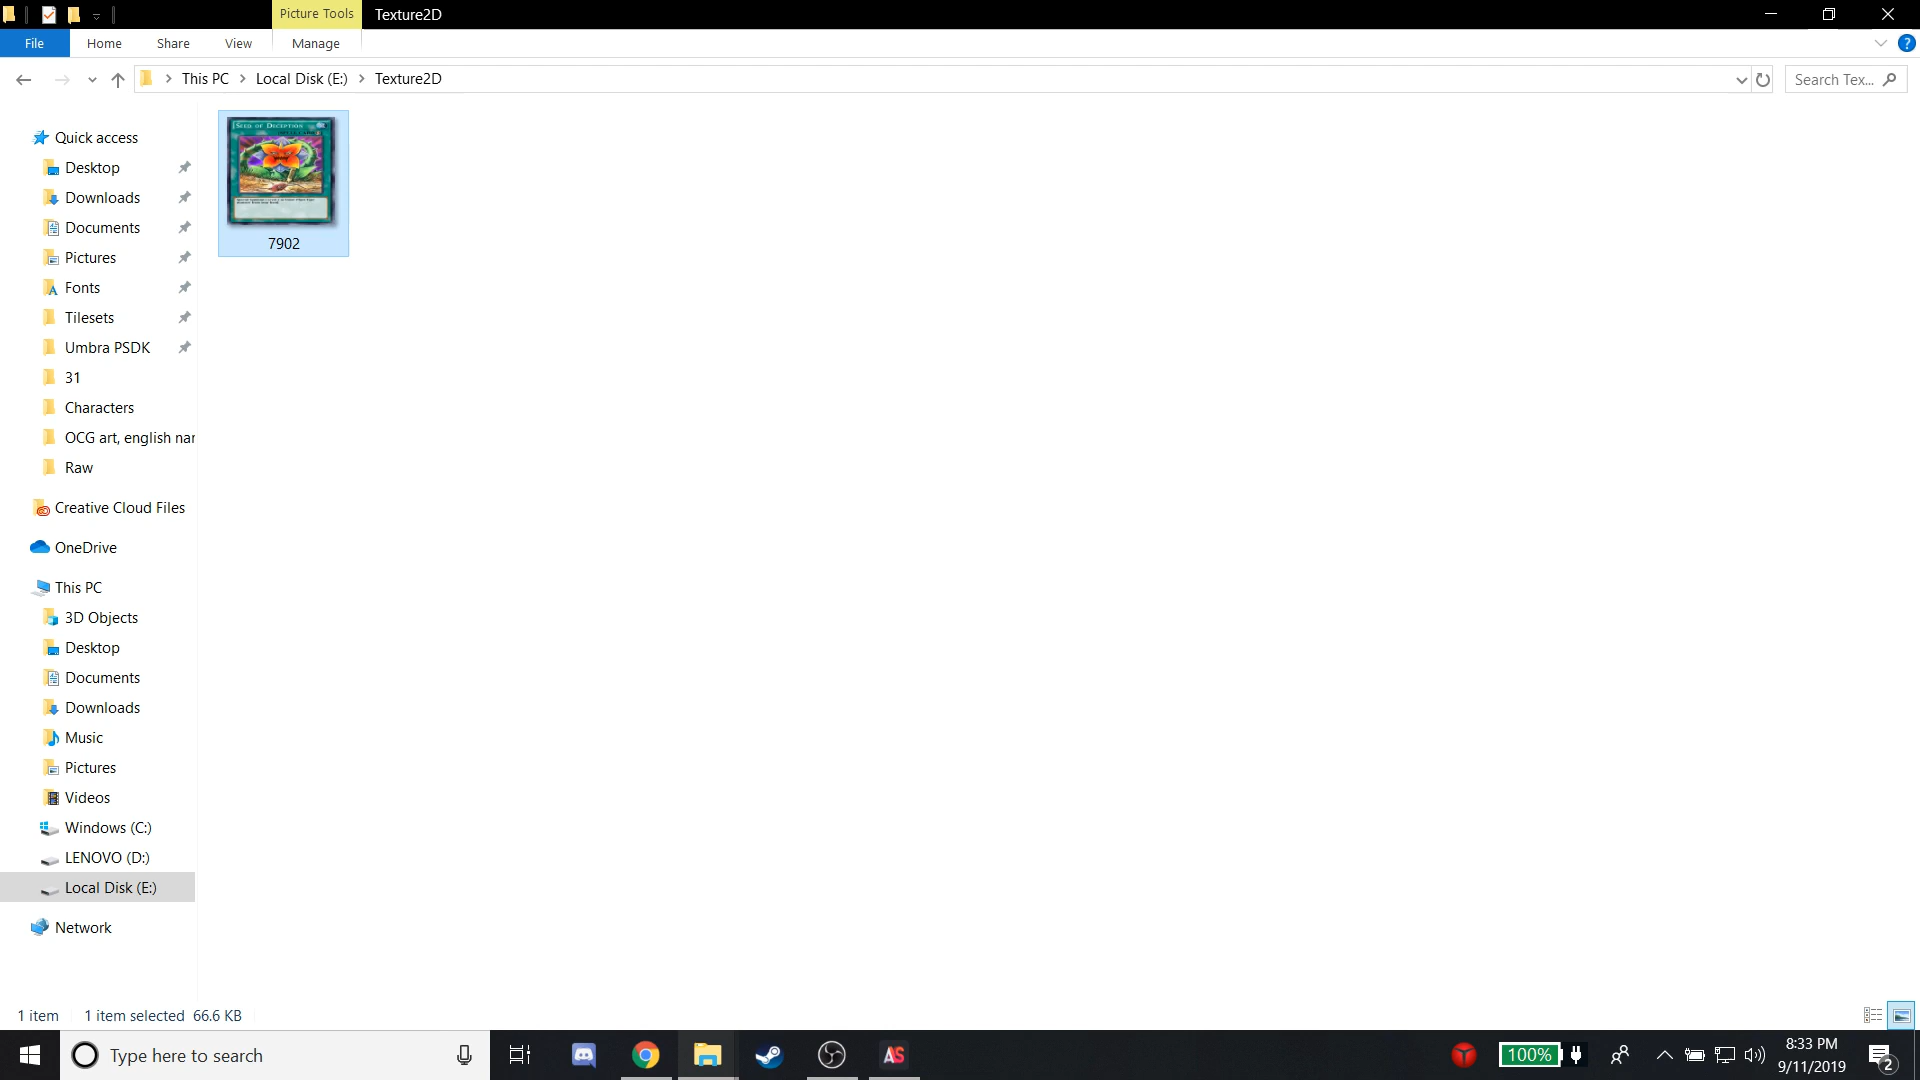 Picture Tools
Texture2D
File
Home
Share
View
Manage
?
This PC
Local Disk (E:)
Texture2D
Search Tex...
Quick access
Desktop
Downloads
Documents
Pictures
Fonts
Tilesets
Umbra PSDK
31
Characters
OCG art, english nar
Raw
Creative Cloud Files
OneDrive
This PC
3D Objects
Desktop
Documents
Downloads
Music
Pictures
Videos
Windows (C:)
LENOVO (D:)
Local Disk (E:)
Network
Seed of Deception
7902
1 item
1 item selected 66.6 KB
Type here to search
AS
100%
8:33 PM
9/11/2019
2